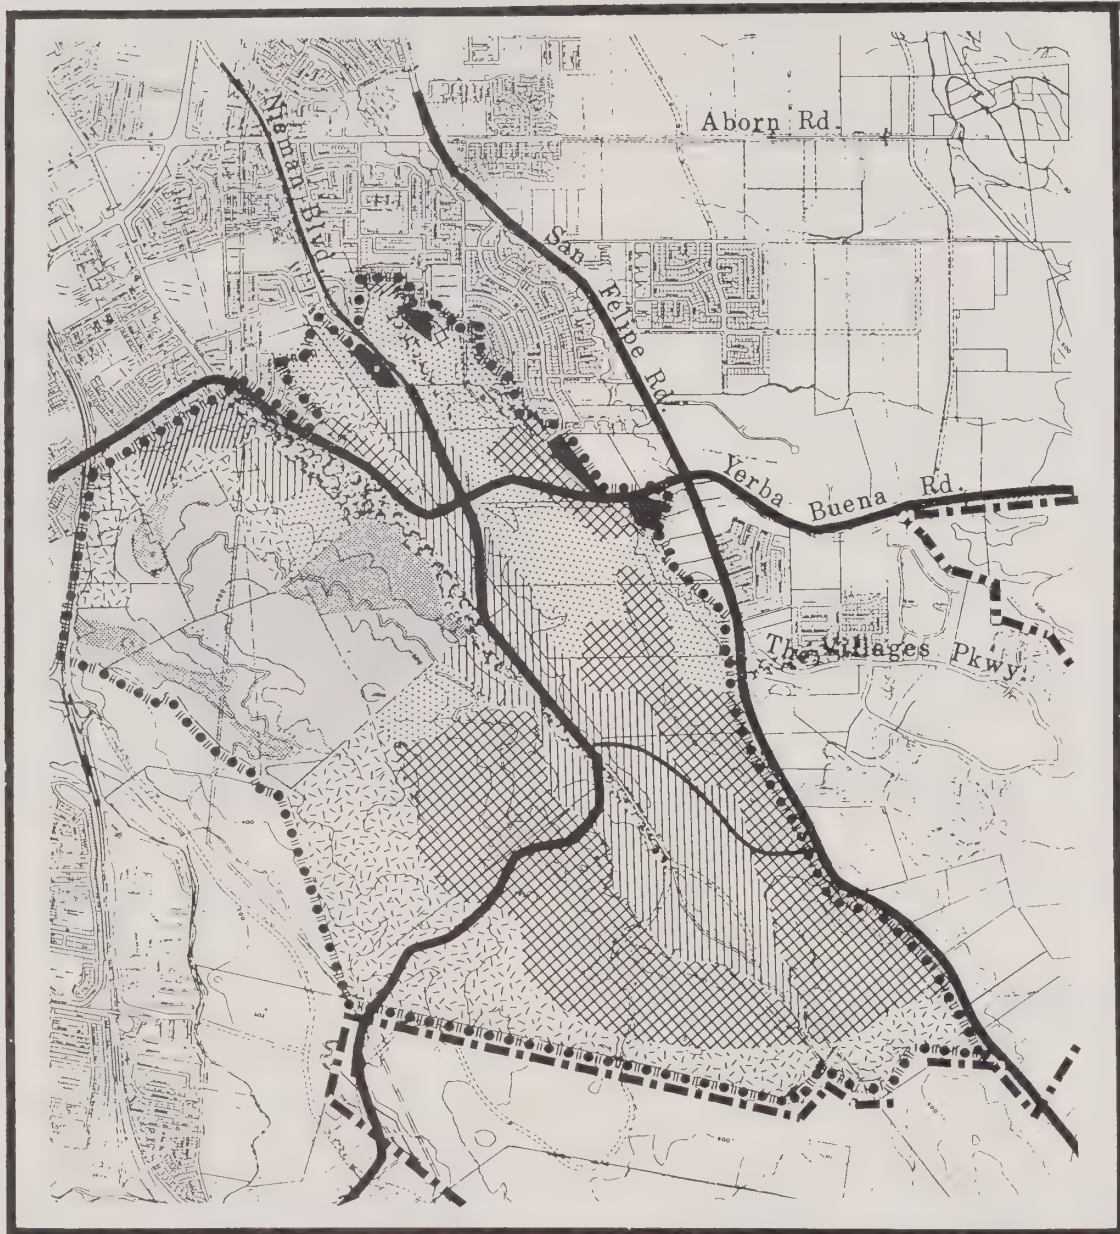 Aborn Rd.
Nieman Blvd.
San Felipe Rd.
Yerba Buena Rd.
The Villages Pkwy.